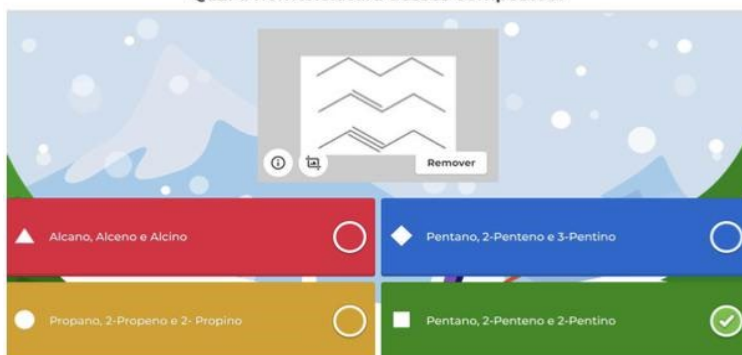 Remover
Alcano, Alceno e Alcino
Pentano, 2-Penteno e 3-Pentino
Propano, 2-Propeno e 2- Propino
Pentano, 2-Penteno e 2-Pentino